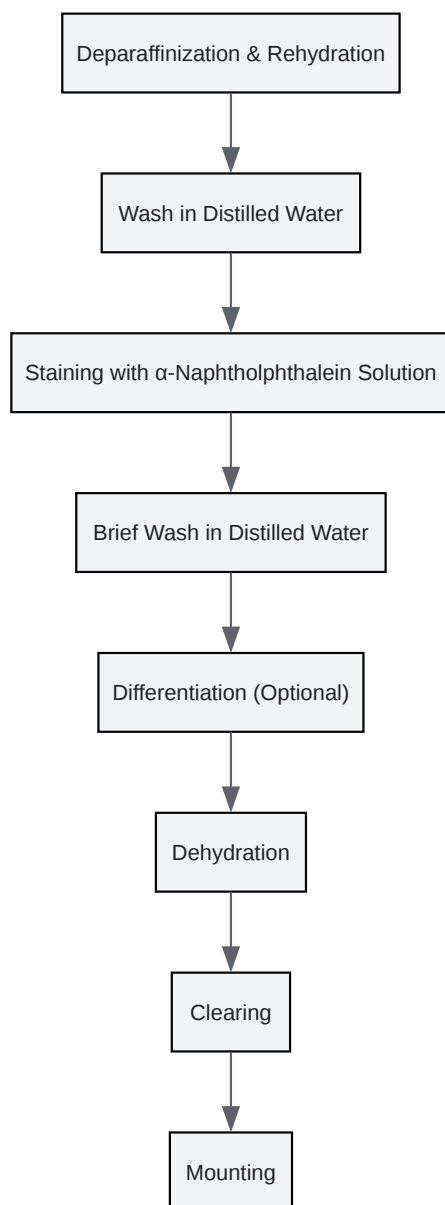 Deparaffinization & Rehydration
Wash in Distilled Water
Staining with α-Naphtholphthalein Solution
Brief Wash in Distilled Water
Differentiation (Optional)
Dehydration
Clearing
Mounting